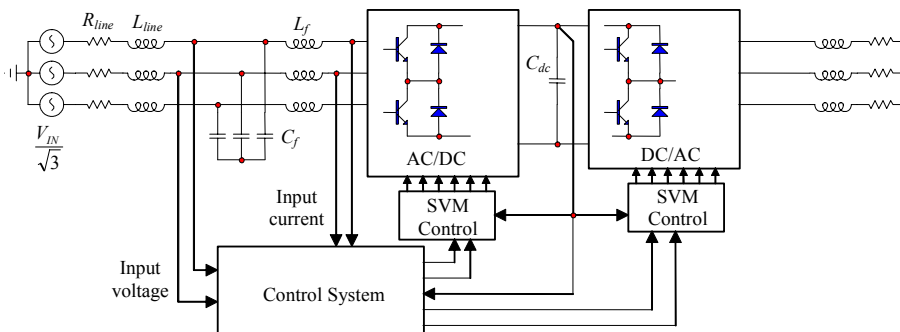 R_line
L_line
L_f
C_dc
V_IN
√3
C_f
AC/DC
DC/AC
Input
current
SVM
Control
SVM
Control
Input
voltage
Control System